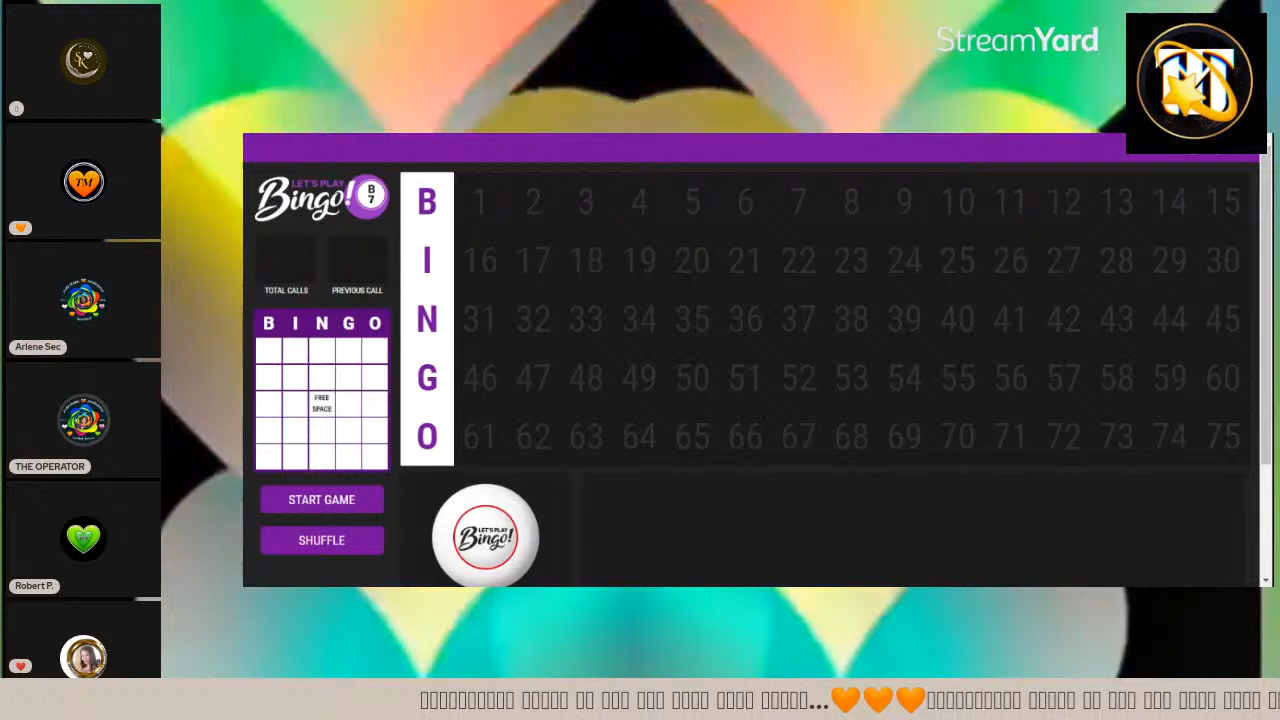 StreamYard
SK
TM
Arlene Sec
THE OPERATOR
Robert P.
LET'S PLAY
Bingo!
B
7
TOTAL CALLS
PREVIOUS CALL
B I N G O
FREE
SPACE
START GAME
SHUFFLE
B 1 2 3 4 5 6 7 8 9 10 11 12 13 14 15
I 16 17 18 19 20 21 22 23 24 25 26 27 28 29 30
N 31 32 33 34 35 36 37 38 39 40 41 42 43 44 45
G 46 47 48 49 50 51 52 53 54 55 56 57 58 59 60
O 61 62 63 64 65 66 67 68 69 70 71 72 73 74 75
LET'S PLAY
Bingo!